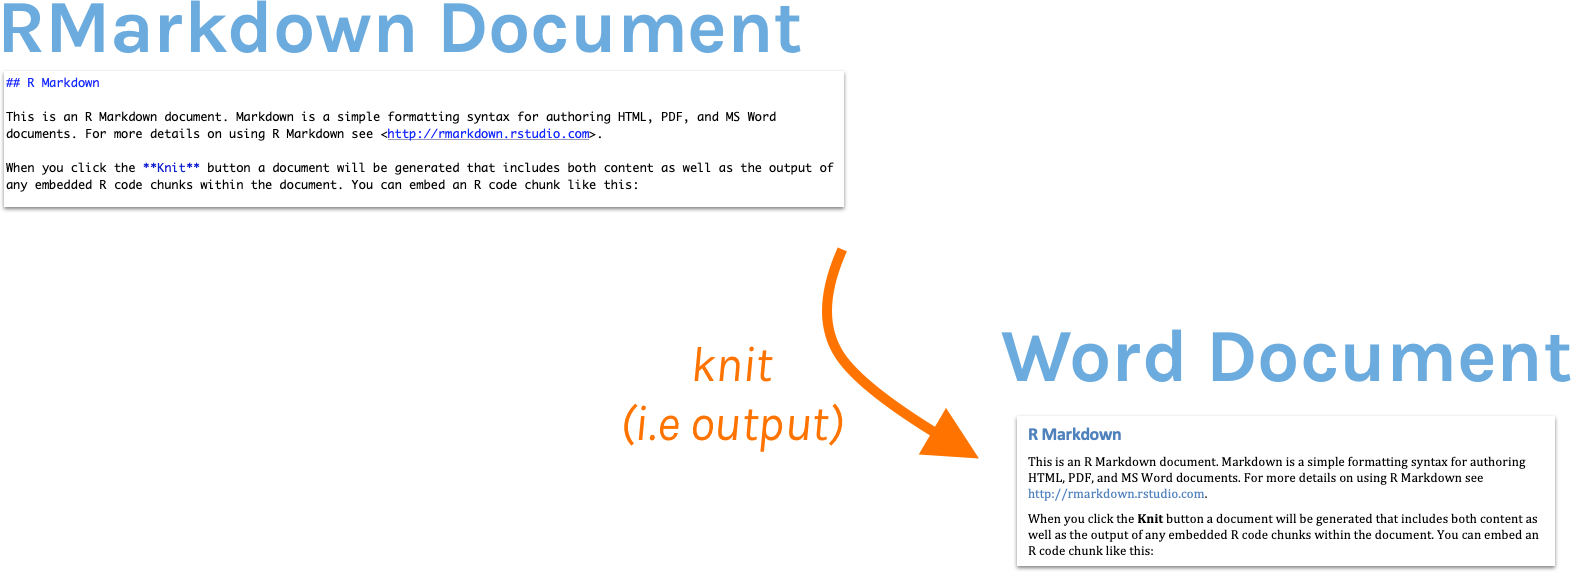 RMarkdown Document
## R Markdown
This is an R Markdown document. Markdown is a simple formatting syntax for authoring HTML, PDF, and MS Word
documents. For more details on using R Markdown see <http://rmarkdown.rstudio.com>.
When you click the **Knit** button a document will be generated that includes both content as well as the output of
any embedded R code chunks within the document. You can embed an R code chunk like this:
knit
(i.e output)
Word Document
R Markdown
This is an R Markdown document. Markdown is a simple formatting syntax for authoring
HTML, PDF, and MS Word documents. For more details on using R Markdown see
http://rmarkdown.rstudio.com.
When you click the Knit button a document will be generated that includes both content as
well as the output of any embedded R code chunks within the document. You can embed an
R code chunk like this: